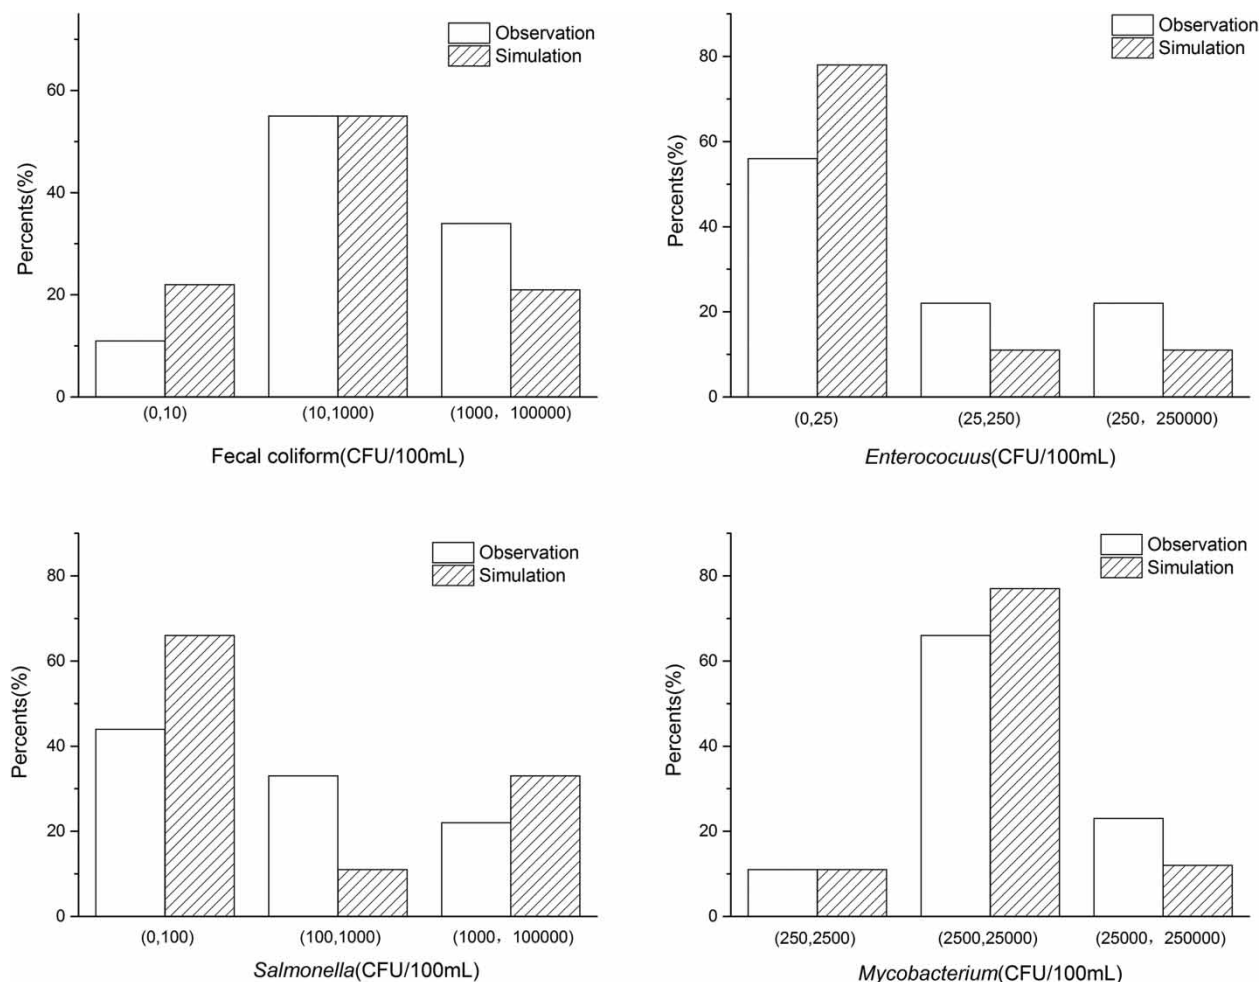 Observation
Simulation
Percents(%)
60
40
20
0
(0,10)
(10,1000)
(1000，100000)
Fecal coliform(CFU/100mL)
Observation
Simulation
Percents(%)
80
60
40
20
0
(0,25)
(25,250)
(250，250000)
Enterococuus(CFU/100mL)
Observation
Simulation
Percents(%)
80
60
40
20
0
(0,100)
(100,1000)
(1000，100000)
Salmonella(CFU/100mL)
Observation
Simulation
Percents(%)
80
60
40
20
0
(250,2500)
(2500,25000)
(25000，250000)
Mycobacterium(CFU/100mL)